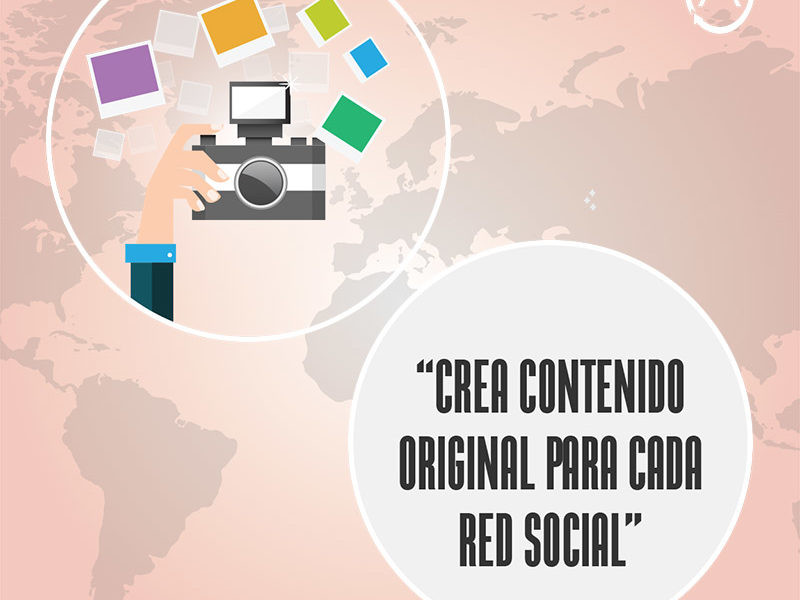 “CREA CONTENIDO
ORIGINAL PARA CADA
RED SOCIAL”